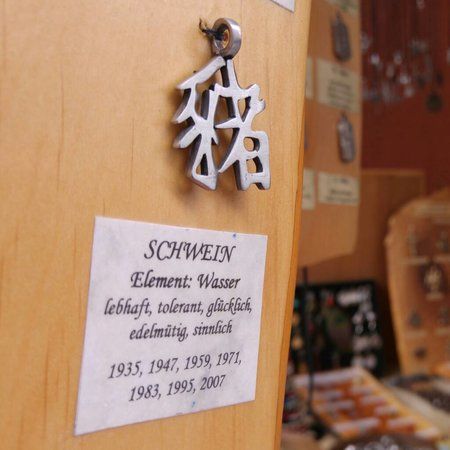 豬
SCHWEIN
Element: Wasser
lebhaft, tolerant, glücklich,
edelmütig, sinnlich
1935, 1947, 1959, 1971,
1983, 1995, 2007